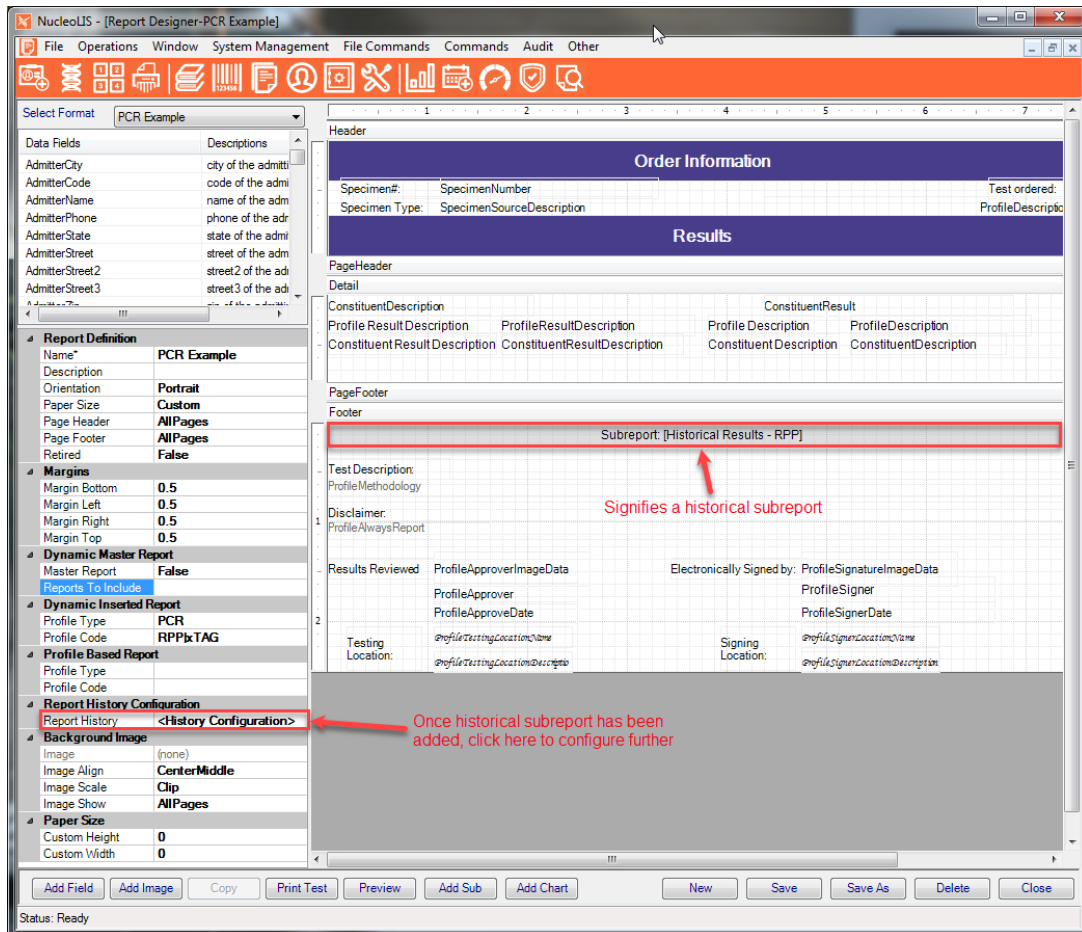 NucleoLIS - [Report Designer-PCR Example]
File Operations Window System Management File Commands Commands Audit Other
Select Format PCR Example
Data Fields Descriptions
AdmitterCity city of the admitti
AdmitterCode code of the admi
AdmitterName name of the adm
AdmitterPhone phone of the adr
AdmitterState state of the admi
AdmitterStreet street of the adm
AdmitterStreet2 street2 of the adr
AdmitterStreet3 street3 of the adr
Report Definition
Name* PCR Example
Description
Orientation Portrait
Paper Size Custom
Page Header AllPages
Page Footer AllPages
Retired False
Margins
Margin Bottom 0.5
Margin Left 0.5
Margin Right 0.5
Margin Top 0.5
Dynamic Master Report
Master Report False
Reports To Include
Dynamic Inserted Report
Profile Type PCR
Profile Code RPP|xTAG
Profile Based Report
Profile Type
Profile Code
Report History Configuration
Report History <History Configuration>
Background Image
Image (none)
Image Align CenterMiddle
Image Scale Clip
Image Show AllPages
Paper Size
Custom Height 0
Custom Width 0
1 2 3 4 5 6 7
Header
Order Information
Specimen#: SpecimenNumber Test ordered:
Specimen Type: SpecimenSourceDescription ProfileDescriptio
Results
PageHeader
Detail
ConstituentDescription ConstituentResult
Profile Result Description ProfileResultDescription Profile Description ProfileDescription
Constituent Result Description ConstituentResultDescription Constituent Description ConstituentDescription
PageFooter
Footer
Subreport: [Historical Results - RPP]
Test Description:
ProfileMethodology
Signifies a historical subreport
Disclaimer:
1
ProfileAlwaysReport
Results Reviewed ProfileApproverImageData Electronically Signed by: ProfileSignatureImageData
ProfileApprover ProfileSigner
ProfileApproveDate ProfileSignerDate
2
Testing Location: ProfileTestingLocationName Signing Location: ProfileSignerLocationName
ProfileTestingLocationDescriptio ProfileSignerLocationDescription
Once historical subreport has been
added, click here to configure further
Add Field Add Image Copy Print Test Preview Add Sub Add Chart New Save Save As Delete Close
Status: Ready